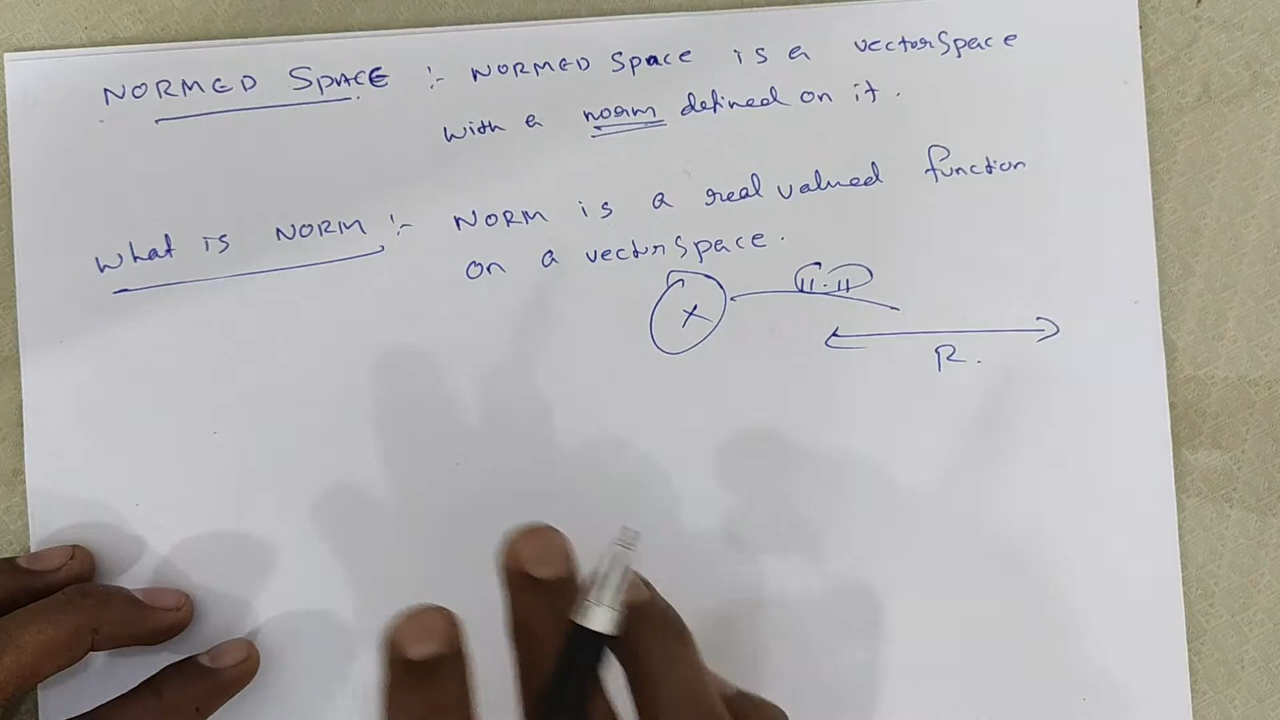 NORMED SPACE :- NORMED Space is a vectorspace
with a norm defined on it.
What is NORM :- NORM is a real valued function
on a vectorspace.
||.||
X
R.